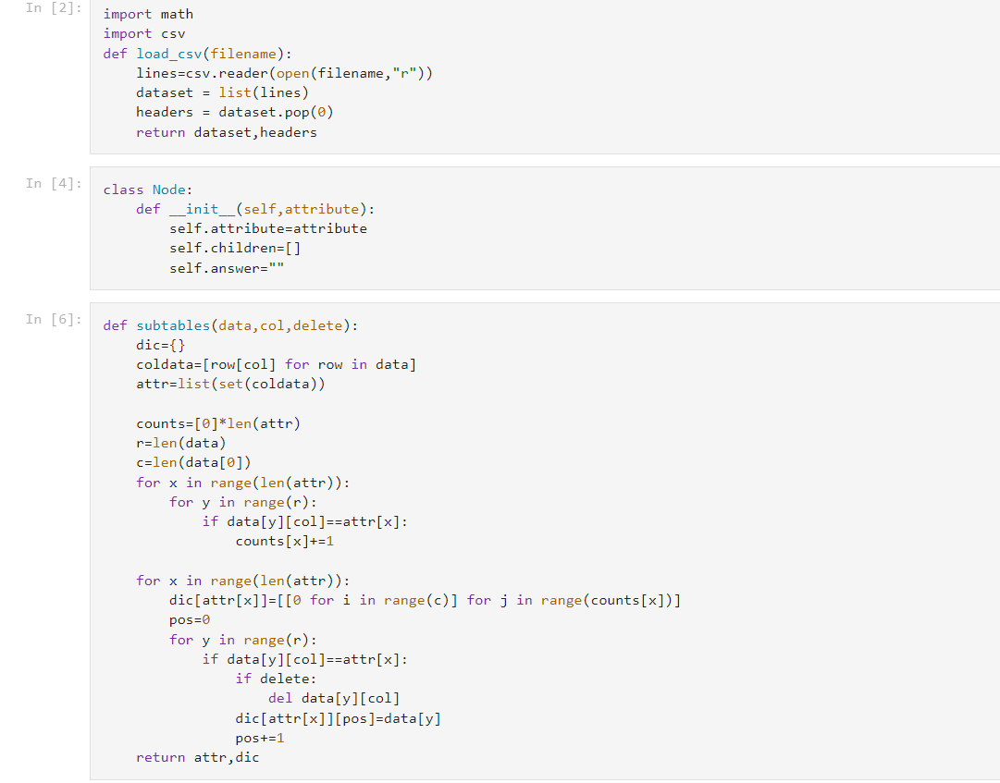 In [2]:
import math
import csv
def load_csv(filename):
    lines=csv.reader(open(filename,"r"))
    dataset = list(lines)
    headers = dataset.pop(0)
    return dataset,headers
In [4]:
class Node:
    def __init__(self,attribute):
        self.attribute=attribute
        self.children=[]
        self.answer=""
In [6]:
def subtables(data,col,delete):
    dic={}
    coldata=[row[col] for row in data]
    attr=list(set(coldata))

    counts=[0]*len(attr)
    r=len(data)
    c=len(data[0])
    for x in range(len(attr)):
        for y in range(r):
            if data[y][col]==attr[x]:
                counts[x]+=1

    for x in range(len(attr)):
        dic[attr[x]]=[[0 for i in range(c)] for j in range(counts[x])]
        pos=0
        for y in range(r):
            if data[y][col]==attr[x]:
                if delete:
                    del data[y][col]
                dic[attr[x]][pos]=data[y]
                pos+=1
    return attr,dic